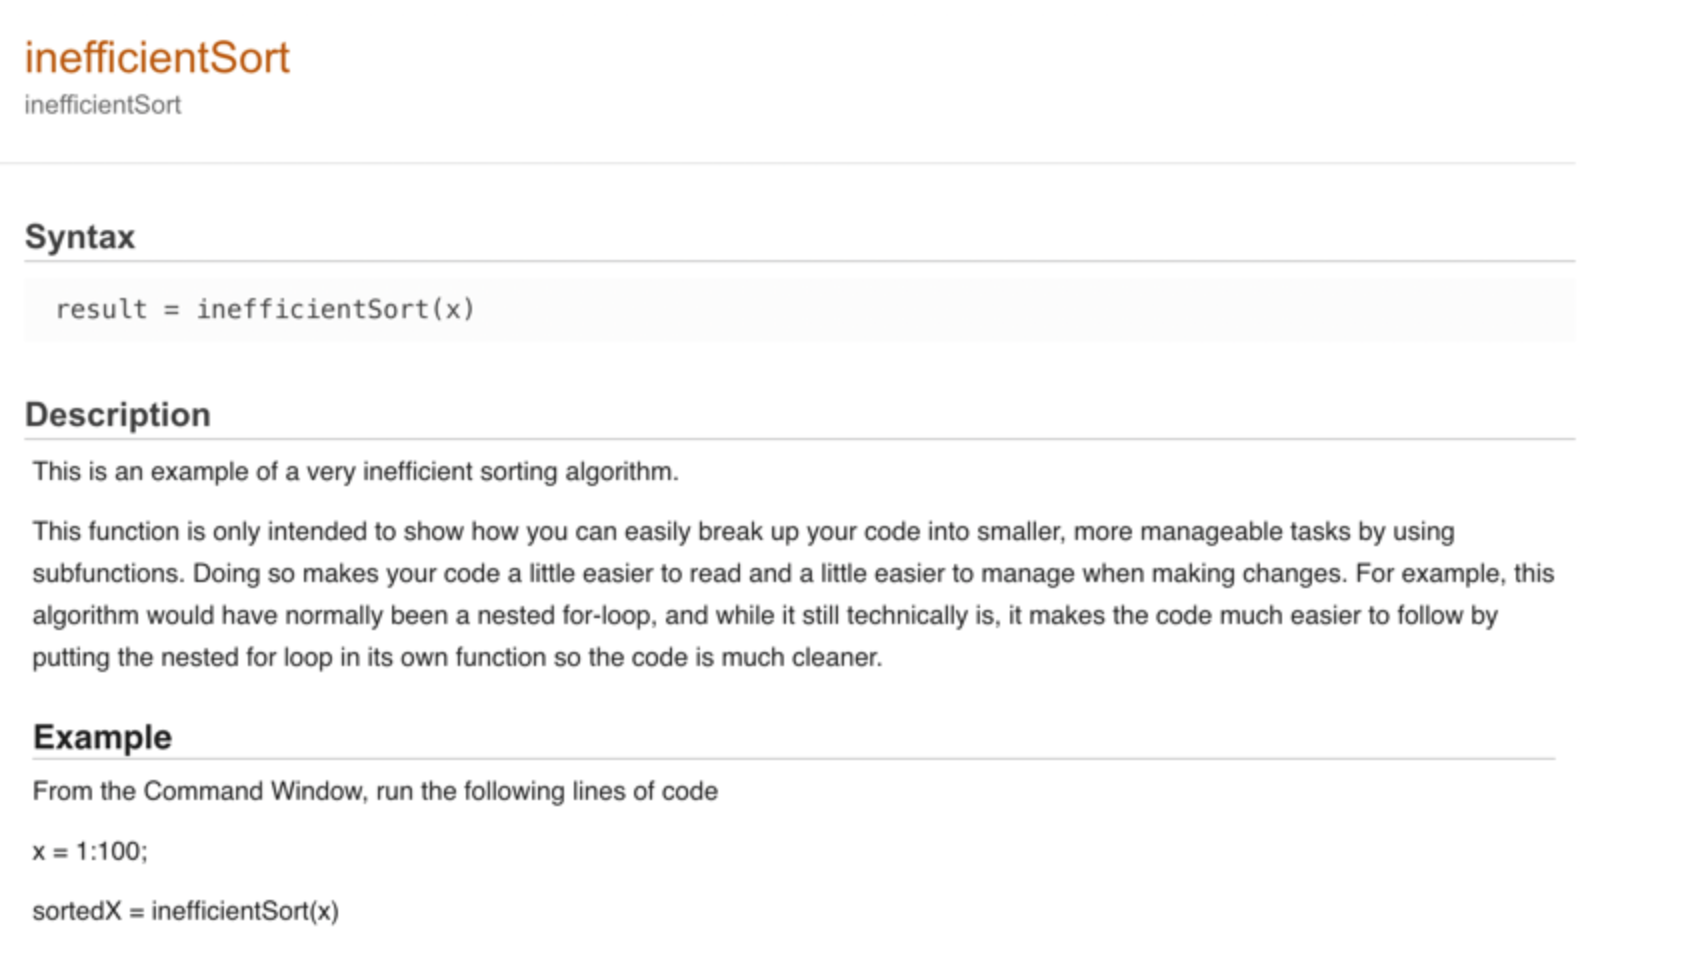 inefficientSort
inefficientSort
Syntax
result = inefficientSort(x)
Description
This is an example of a very inefficient sorting algorithm.
This function is only intended to show how you can easily break up your code into smaller, more manageable tasks by using
subfunctions. Doing so makes your code a little easier to read and a little easier to manage when making changes. For example, this
algorithm would have normally been a nested for-loop, and while it still technically is, it makes the code much easier to follow by
putting the nested for loop in its own function so the code is much cleaner.
Example
From the Command Window, run the following lines of code
x = 1:100;
sortedX = inefficientSort(x)